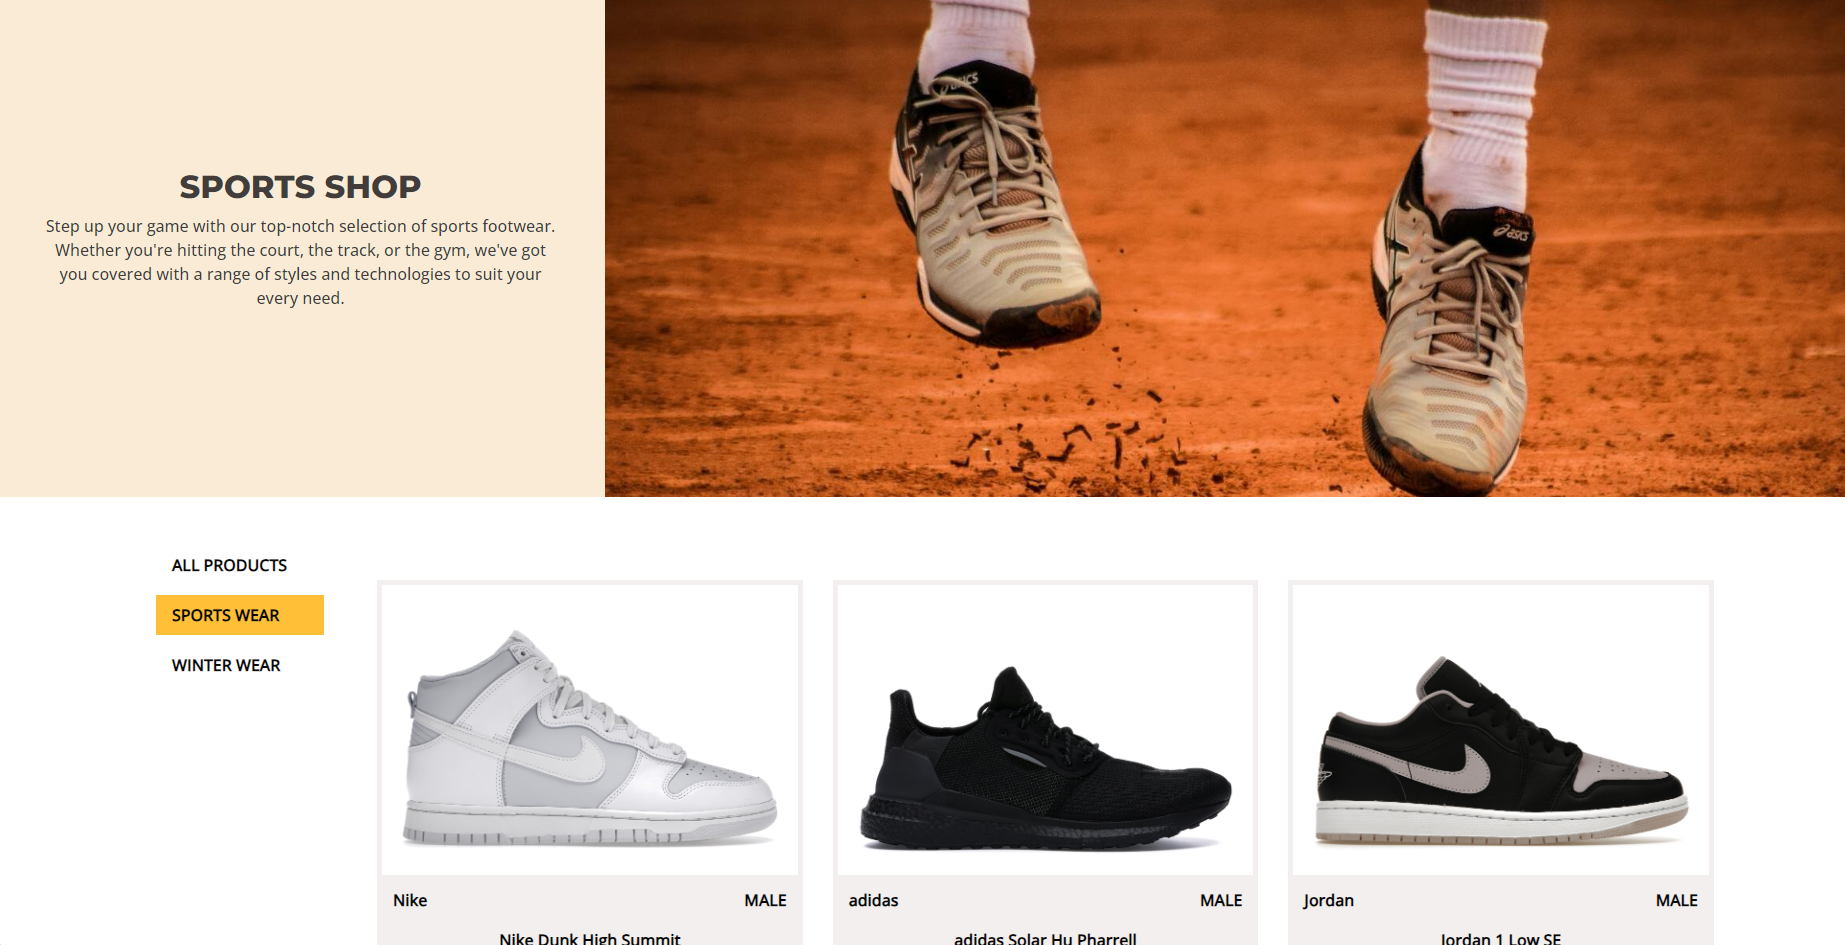 SPORTS SHOP
Step up your game with our top-notch selection of sports footwear.
Whether you're hitting the court, the track, or the gym, we've got
you covered with a range of styles and technologies to suit your
every need.
asics
asics
ALL PRODUCTS
SPORTS WEAR
WINTER WEAR
Nike MALE
Nike Dunk High Summit
adidas MALE
adidas Solar Hu Pharrell
Jordan MALE
Jordan 1 Low SE